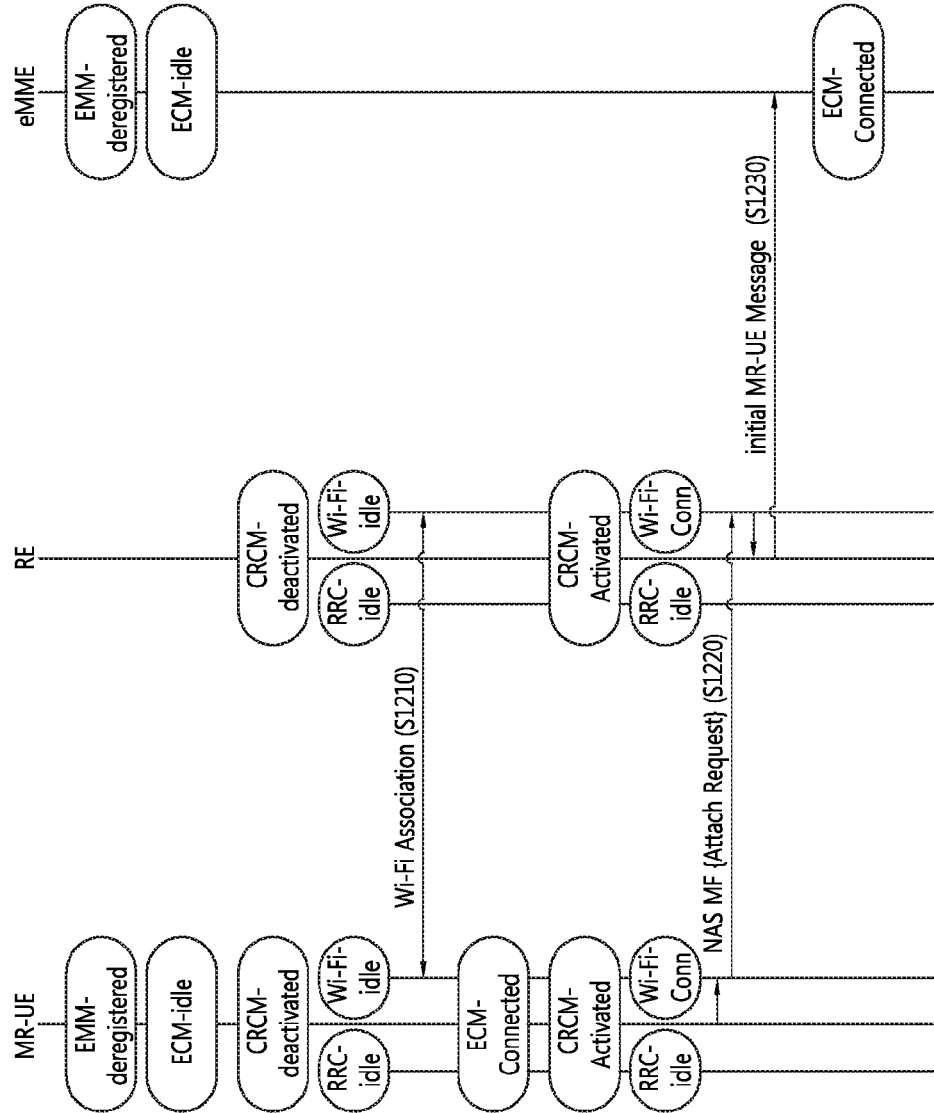 MR-UE
RE
eMME
EMM-
deregistered
EMM-
deregistered
ECM-idle
ECM-idle
CRCM-
deactivated
CRCM-
deactivated
RRC-
idle
Wi-Fi-
idle
RRC-
idle
Wi-Fi-
idle
Wi-Fi Association (S1210)
ECM-
Connected
CRCM-
Activated
CRCM-
Activated
RRC-
idle
Wi-Fi-
Conn
RRC-
idle
Wi-Fi-
Conn
NAS MF {Attach Request} (S1220)
initial MR-UE Message (S1230)
ECM-
Connected